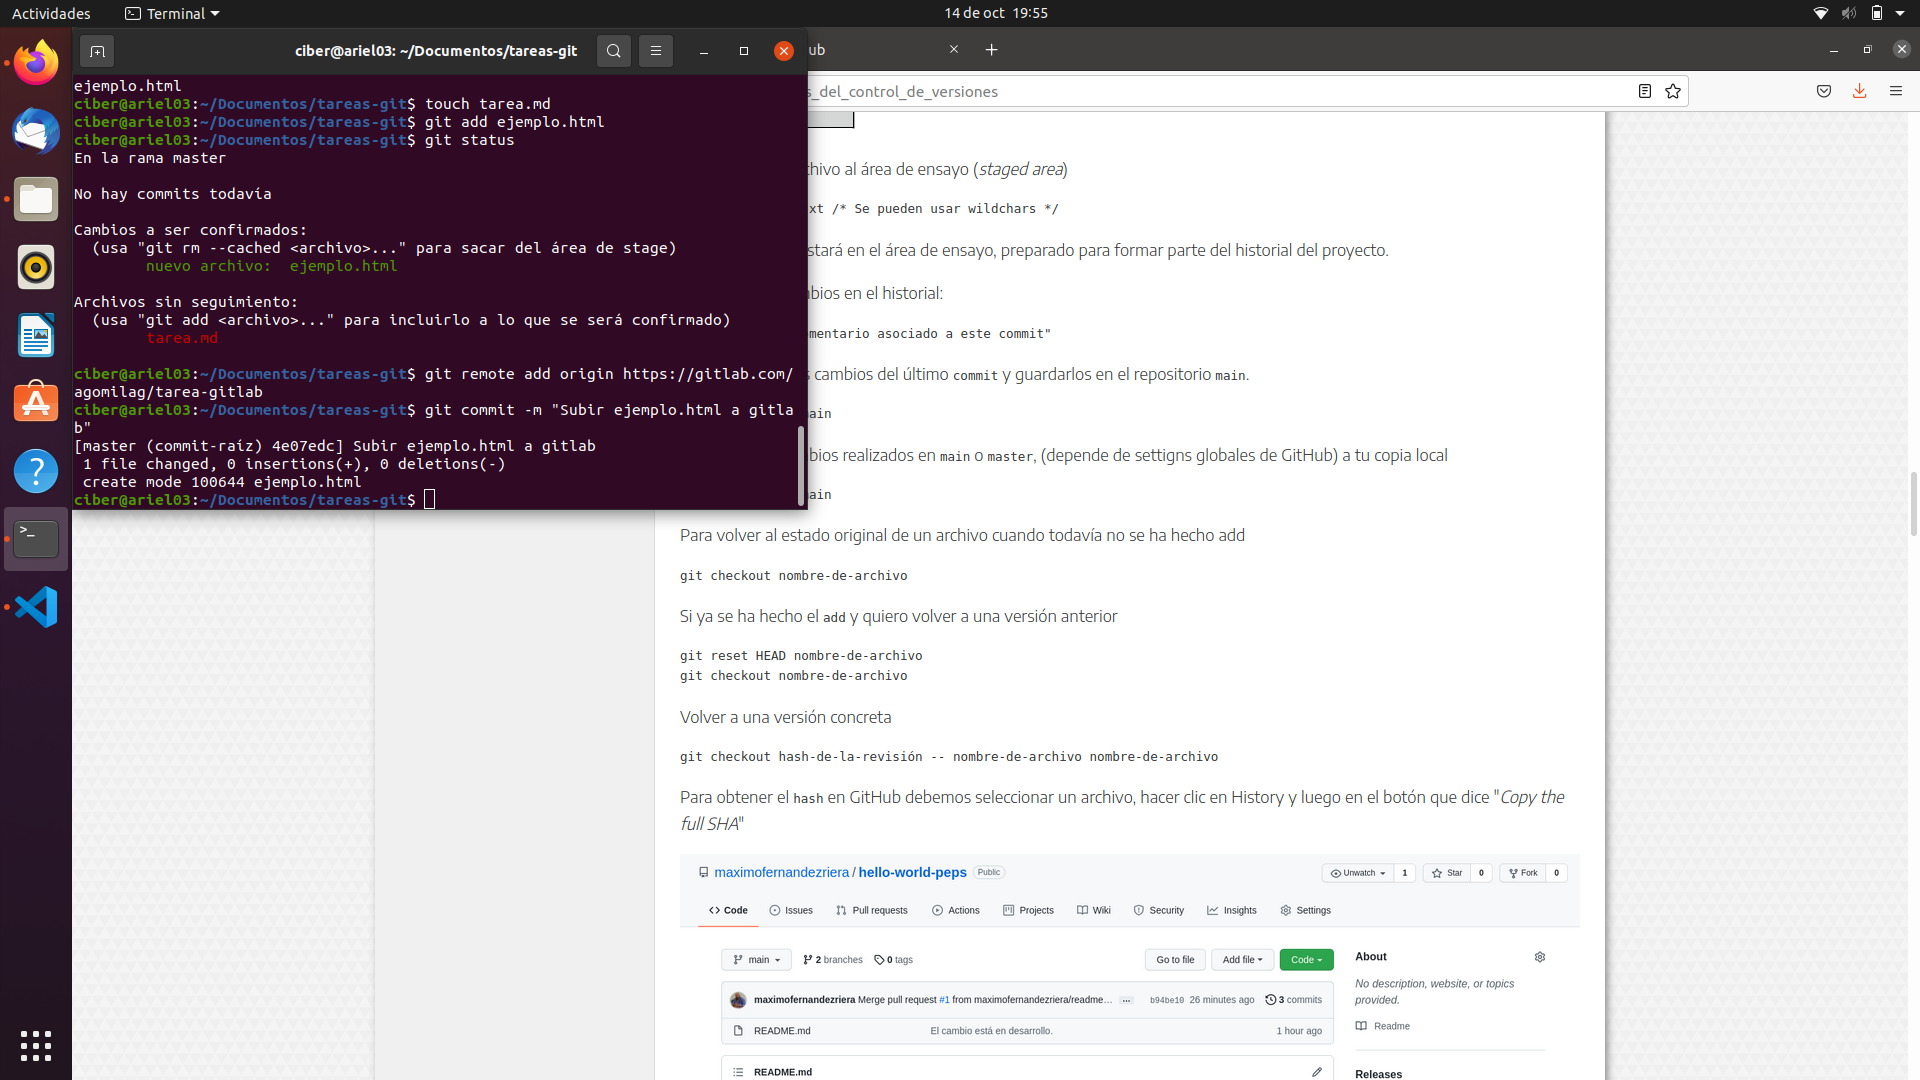 Actividades
Terminal
14 de oct 19:55
ciber@ariel03: ~/Documentos/tareas-git
ejemplo.html
ciber@ariel03:~/Documentos/tareas-git$ touch tarea.md
ciber@ariel03:~/Documentos/tareas-git$ git add ejemplo.html
ciber@ariel03:~/Documentos/tareas-git$ git status
En la rama master
No hay commits todavía
Cambios a ser confirmados:
(usa "git rm --cached <archivo>..." para sacar del área de stage)
nuevo archivo: ejemplo.html
Archivos sin seguimiento:
(usa "git add <archivo>..." para incluirlo a lo que se será confirmado)
tarea.md
ciber@ariel03:~/Documentos/tareas-git$ git remote add origin https://gitlab.com/
agomilag/tarea-gitlab
ciber@ariel03:~/Documentos/tareas-git$ git commit -m "Subir ejemplo.html a gitla
b"
[master (commit-raíz) 4e07edc] Subir ejemplo.html a gitlab
1 file changed, 0 insertions(+), 0 deletions(-)
create mode 100644 ejemplo.html
ciber@ariel03:~/Documentos/tareas-git$
ub
s_del_control_de_versiones
hivo al área de ensayo (staged area)
xt /* Se pueden usar wildchars */
stará en el área de ensayo, preparado para formar parte del historial del proyecto.
bios en el historial:
mentario asociado a este commit"
s cambios del último commit y guardarlos en el repositorio main.
ain
bios realizados en main o master, (depende de settigns globales de GitHub) a tu copia local
ain
Para volver al estado original de un archivo cuando todavía no se ha hecho add
git checkout nombre-de-archivo
Si ya se ha hecho el add y quiero volver a una versión anterior
git reset HEAD nombre-de-archivo
git checkout nombre-de-archivo
Volver a una versión concreta
git checkout hash-de-la-revisión -- nombre-de-archivo nombre-de-archivo
Para obtener el hash en GitHub debemos seleccionar un archivo, hacer clic en History y luego en el botón que dice "Copy the
full SHA"
maximofernandezriera / hello-world-peps Public
Unwatch 1 Star 0 Fork 0
Code Issues Pull requests Actions Projects Wiki Security Insights Settings
main 2 branches 0 tags Go to file Add file Code
About
No description, website, or topics
provided.
Readme
Releases
maximofernandezriera Merge pull request #1 from maximofernandezriera/readme... ... b94be10 26 minutes ago 3 commits
README.md El cambio está en desarrollo. 1 hour ago
README.md